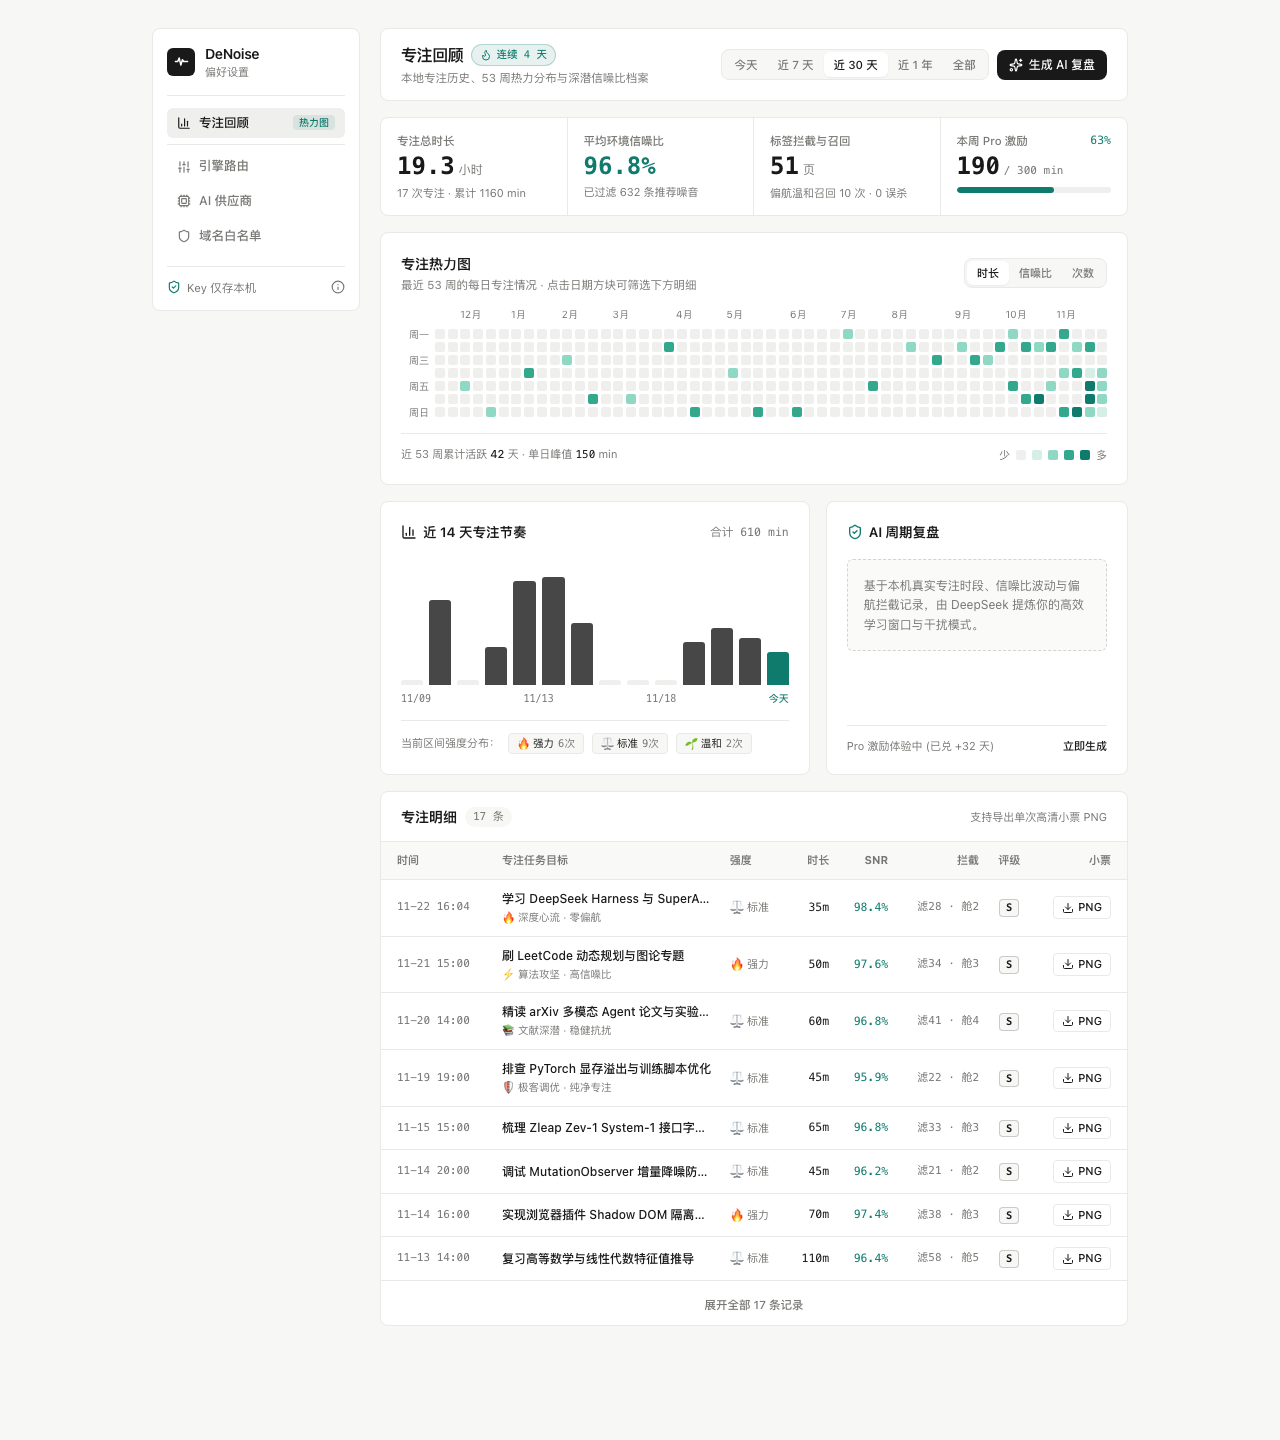 DeNoise
偏好设置
专注回顾 热力图
引擎路由
AI 供应商
域名白名单
Key 仅存本机
专注回顾 连续 4 天
本地专注历史、53 周热力分布与深潜信噪比档案
今天 近 7 天 近 30 天 近 1 年 全部
生成 AI 复盘
专注总时长
19.3 小时
17 次专注 · 累计 1160 min
平均环境信噪比
96.8%
已过滤 632 条推荐噪音
标签拦截与召回
51 页
偏航温和召回 10 次 · 0 误杀
本周 Pro 激励 63%
190 / 300 min
专注热力图
最近 53 周的每日专注情况 · 点击日期方块可筛选下方明细
时长 信噪比 次数
12月 1月 2月 3月 4月 5月 6月 7月 8月 9月 10月 11月
周一
周三
周五
周日
近 53 周累计活跃 42 天 · 单日峰值 150 min
少 多
近 14 天专注节奏 合计 610 min
11/09 11/13 11/18 今天
当前区间强度分布: 🔥 强力 6次 ⚖️ 标准 9次 🌱 温和 2次
AI 周期复盘
基于本机真实专注时段、信噪比波动与偏
航拦截记录，由 DeepSeek 提炼你的高效
学习窗口与干扰模式。
Pro 激励体验中 (已兑 +32 天) 立即生成
专注明细 17 条 支持导出单次高清小票 PNG
时间 专注任务目标 强度 时长 SNR 拦截 评级 小票
11-22 16:04 学习 DeepSeek Harness 与 SuperA... ⚖️ 标准 35m 98.4% 滤28 · 舱2 S PNG
🔥 深度心流 · 零偏航
11-21 15:00 刷 LeetCode 动态规划与图论专题 🔥 强力 50m 97.6% 滤34 · 舱3 S PNG
⚡ 算法攻坚 · 高信噪比
11-20 14:00 精读 arXiv 多模态 Agent 论文与实验... ⚖️ 标准 60m 96.8% 滤41 · 舱4 S PNG
📚 文献深潜 · 稳健抗扰
11-19 19:00 排查 PyTorch 显存溢出与训练脚本优化 ⚖️ 标准 45m 95.9% 滤22 · 舱2 S PNG
🛡️ 极客调优 · 纯净专注
11-15 15:00 梳理 Zleap Zev-1 System-1 接口字... ⚖️ 标准 65m 96.8% 滤33 · 舱3 S PNG
11-14 20:00 调试 MutationObserver 增量降噪防... ⚖️ 标准 45m 96.2% 滤21 · 舱2 S PNG
11-14 16:00 实现浏览器插件 Shadow DOM 隔离... 🔥 强力 70m 97.4% 滤38 · 舱3 S PNG
11-13 14:00 复习高等数学与线性代数特征值推导 ⚖️ 标准 110m 96.4% 滤58 · 舱5 S PNG
展开全部 17 条记录